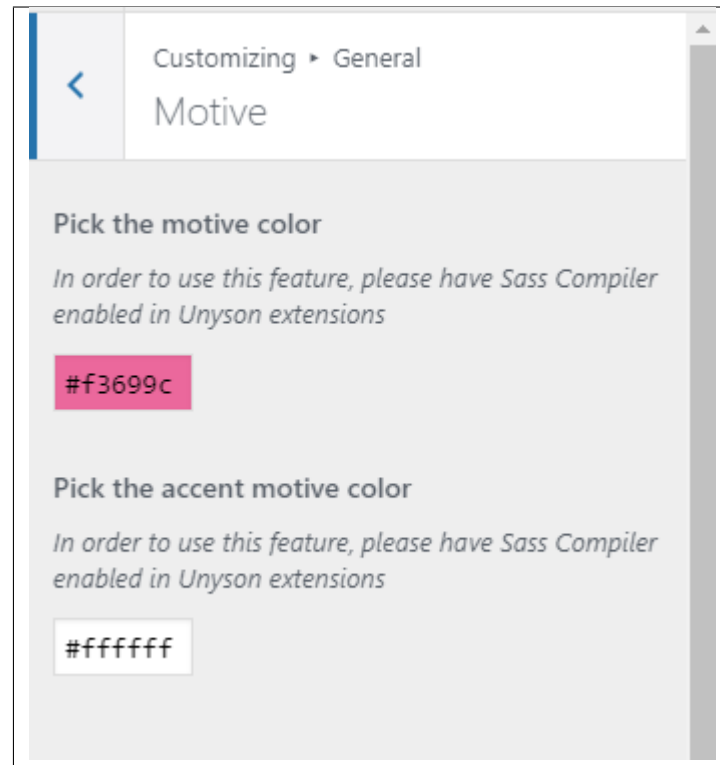 Customizing ▸ General
Motive
Pick the motive color
In order to use this feature, please have Sass Compiler
enabled in Unyson extensions
#f3699c
Pick the accent motive color
In order to use this feature, please have Sass Compiler
enabled in Unyson extensions
#ffffff